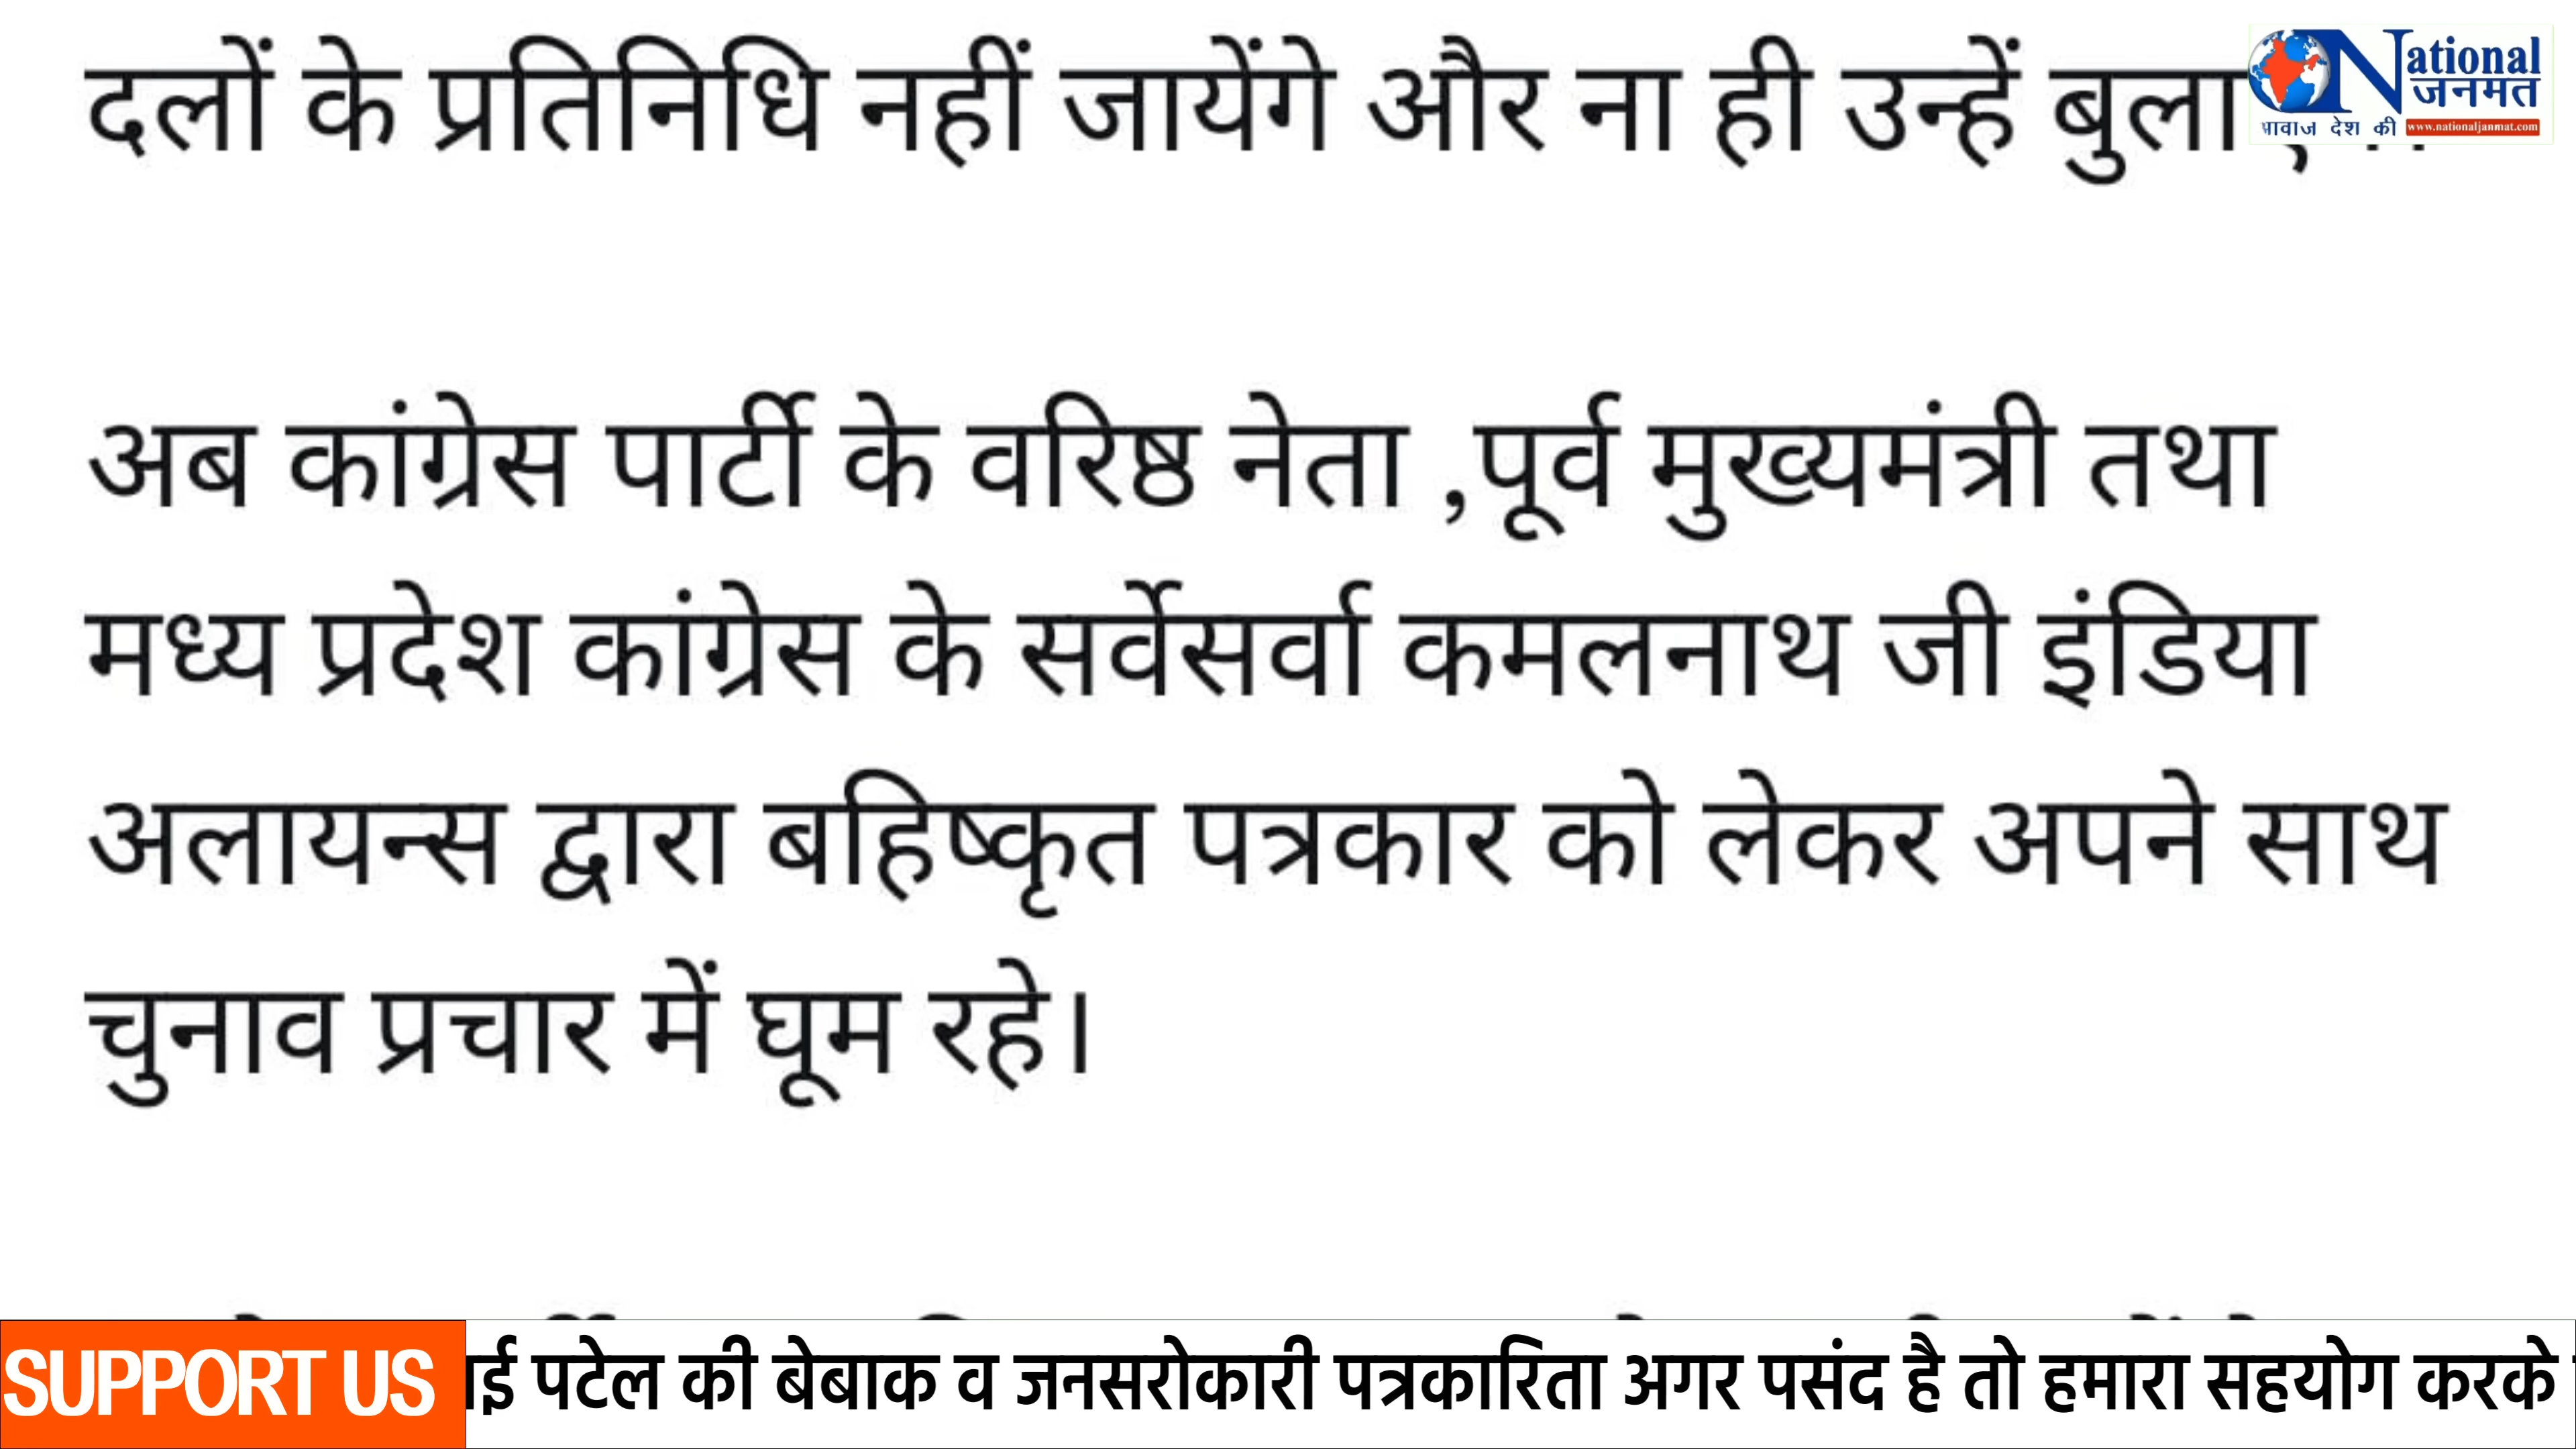 दलों के प्रतिनिधि नहीं जायेंगे और ना ही उन्हें
National
जनमत
आवाज देश की www.nationaljanmat.com
अब कांग्रेस पार्टी के वरिष्ठ नेता ,पूर्व मुख्यमंत्री तथा
मध्य प्रदेश कांग्रेस के सर्वेसर्वा कमलनाथ जी इंडिया
अलायन्स द्वारा बहिष्कृत पत्रकार को लेकर अपने साथ
चुनाव प्रचार में घूम रहे।
SUPPORT US पटेल की बेबाक व जनसरोकारी पत्रकारिता अगर पसंद है तो हमारा सहयोग करके